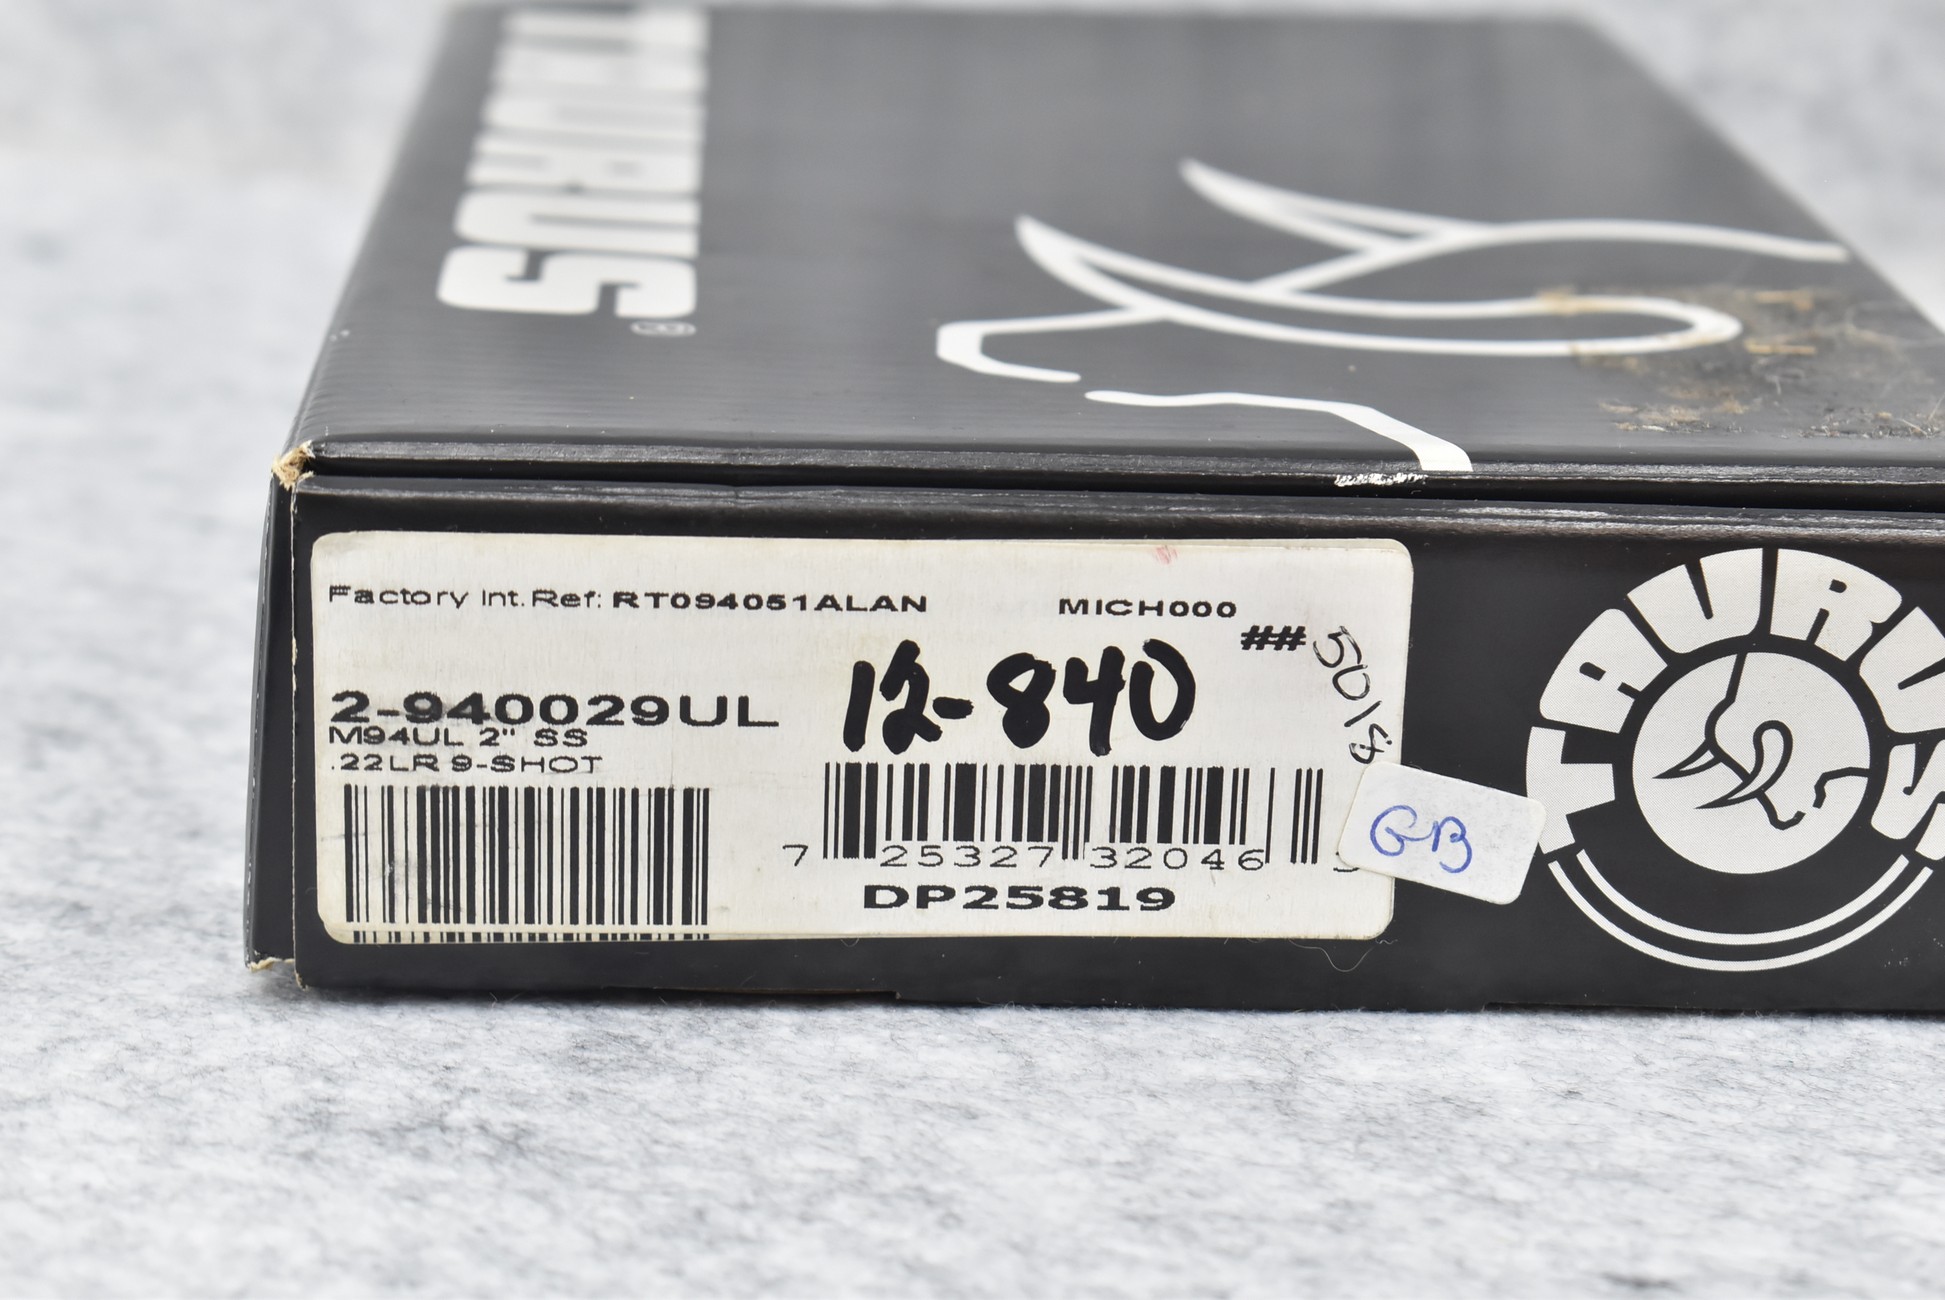 TAURUS®
Factory Int. Ref: RT094051ALAN MICH000
##
5018
12-840
2-940029UL
M94UL 2" SS
.22LR 9-SHOT
7 25327 32046
DP25819
GB
TAURUS